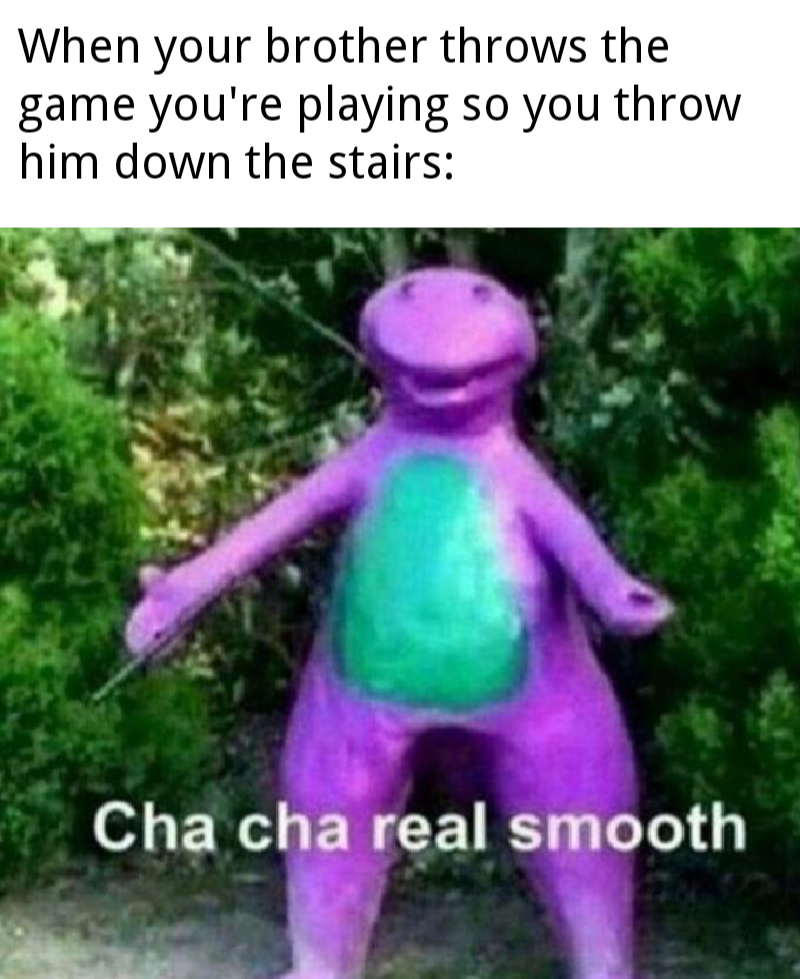 When your brother throws the
game you're playing so you throw
him down the stairs:
Cha cha real smooth